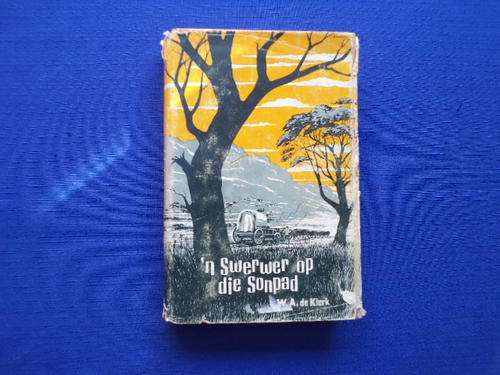 'n Swerwer op
die Sonpad
W. A. de Klerk